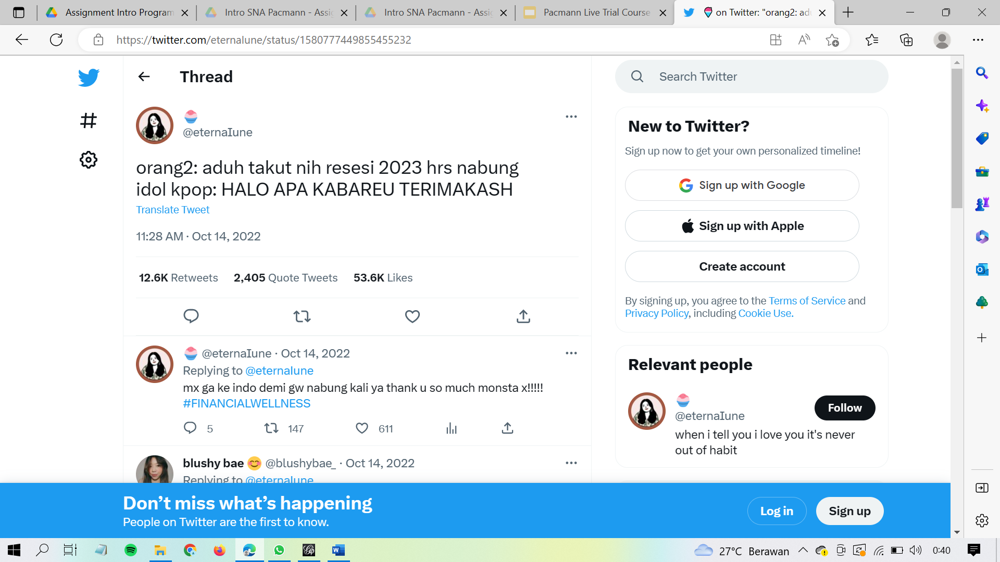 Assignment Intro Program
Intro SNA Pacmann - Assig
Intro SNA Pacmann - Assig
Pacmann Live Trial Course
on Twitter: "orang2: adu
https://twitter.com/eternaIune/status/1580777449855455232
Thread
@eternaIune
orang2: aduh takut nih resesi 2023 hrs nabung
idol kpop: HALO APA KABAREU TERIMAKASH
Translate Tweet
11:28 AM · Oct 14, 2022
12.6K Retweets 2,405 Quote Tweets 53.6K Likes
@eternaIune · Oct 14, 2022
Replying to @eternaIune
mx ga ke indo demi gw nabung kali ya thank u so much monsta x!!!!!
#FINANCIALWELLNESS
5 147 611
blushy bae 😊 @blushybae_ · Oct 14, 2022
Replying to @eternaIune
Search Twitter
New to Twitter?
Sign up now to get your own personalized timeline!
Sign up with Google
Sign up with Apple
Create account
By signing up, you agree to the Terms of Service and
Privacy Policy, including Cookie Use.
Relevant people
@eternaIune
Follow
when i tell you i love you it's never
out of habit
Don't miss what's happening
People on Twitter are the first to know.
Log in
Sign up
27°C Berawan
0:40